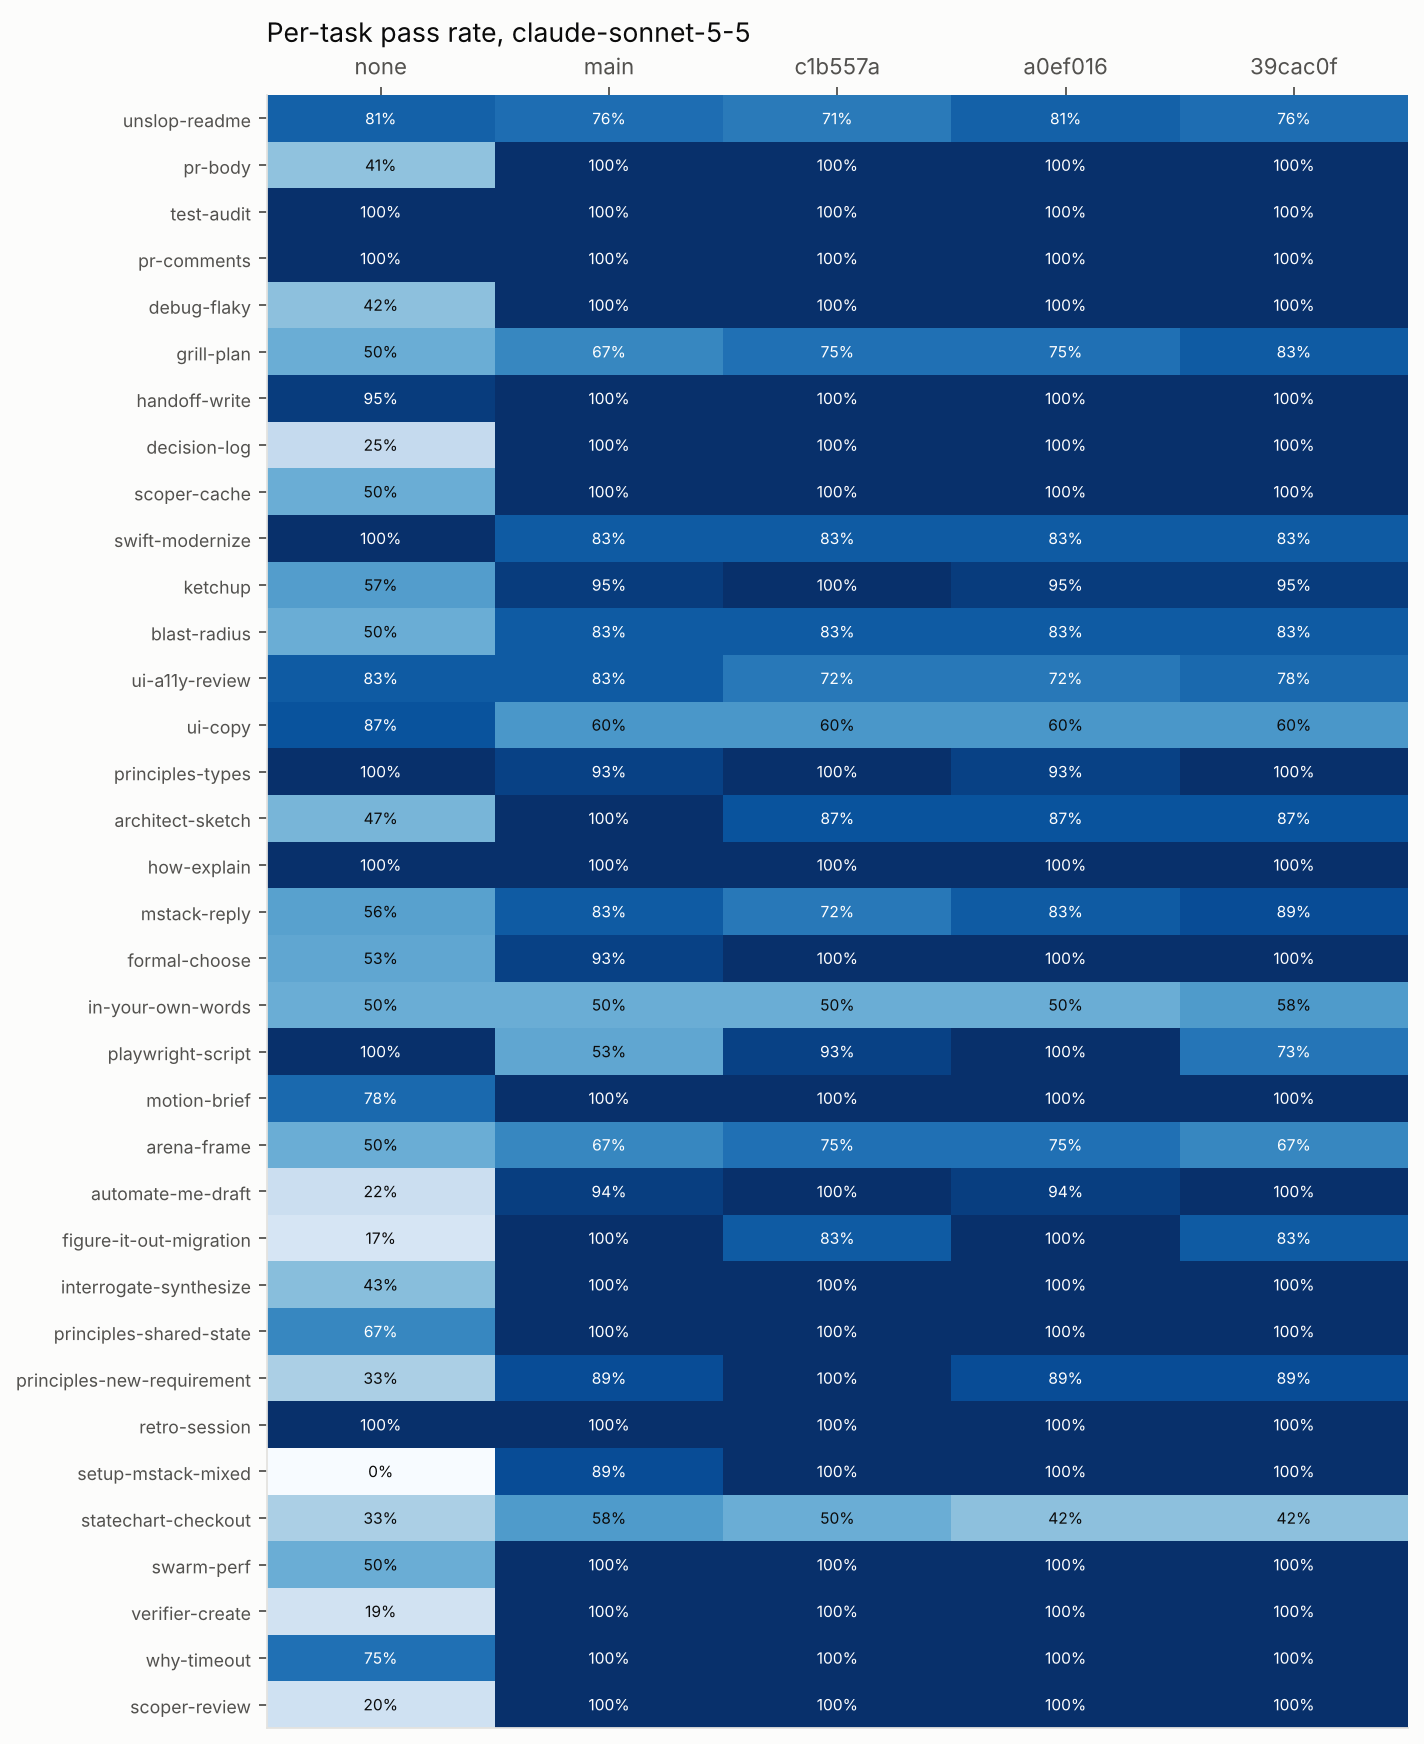 Per-task pass rate, claude-sonnet-5-5
none main c1b557a a0ef016 39cac0f
unslop-readme 81% 76% 71% 81% 76%
pr-body 41% 100% 100% 100% 100%
test-audit 100% 100% 100% 100% 100%
pr-comments 100% 100% 100% 100% 100%
debug-flaky 42% 100% 100% 100% 100%
grill-plan 50% 67% 75% 75% 83%
handoff-write 95% 100% 100% 100% 100%
decision-log 25% 100% 100% 100% 100%
scoper-cache 50% 100% 100% 100% 100%
swift-modernize 100% 83% 83% 83% 83%
ketchup 57% 95% 100% 95% 95%
blast-radius 50% 83% 83% 83% 83%
ui-a11y-review 83% 83% 72% 72% 78%
ui-copy 87% 60% 60% 60% 60%
principles-types 100% 93% 100% 93% 100%
architect-sketch 47% 100% 87% 87% 87%
how-explain 100% 100% 100% 100% 100%
mstack-reply 56% 83% 72% 83% 89%
formal-choose 53% 93% 100% 100% 100%
in-your-own-words 50% 50% 50% 50% 58%
playwright-script 100% 53% 93% 100% 73%
motion-brief 78% 100% 100% 100% 100%
arena-frame 50% 67% 75% 75% 67%
automate-me-draft 22% 94% 100% 94% 100%
figure-it-out-migration 17% 100% 83% 100% 83%
interrogate-synthesize 43% 100% 100% 100% 100%
principles-shared-state 67% 100% 100% 100% 100%
principles-new-requirement 33% 89% 100% 89% 89%
retro-session 100% 100% 100% 100% 100%
setup-mstack-mixed 0% 89% 100% 100% 100%
statechart-checkout 33% 58% 50% 42% 42%
swarm-perf 50% 100% 100% 100% 100%
verifier-create 19% 100% 100% 100% 100%
why-timeout 75% 100% 100% 100% 100%
scoper-review 20% 100% 100% 100% 100%